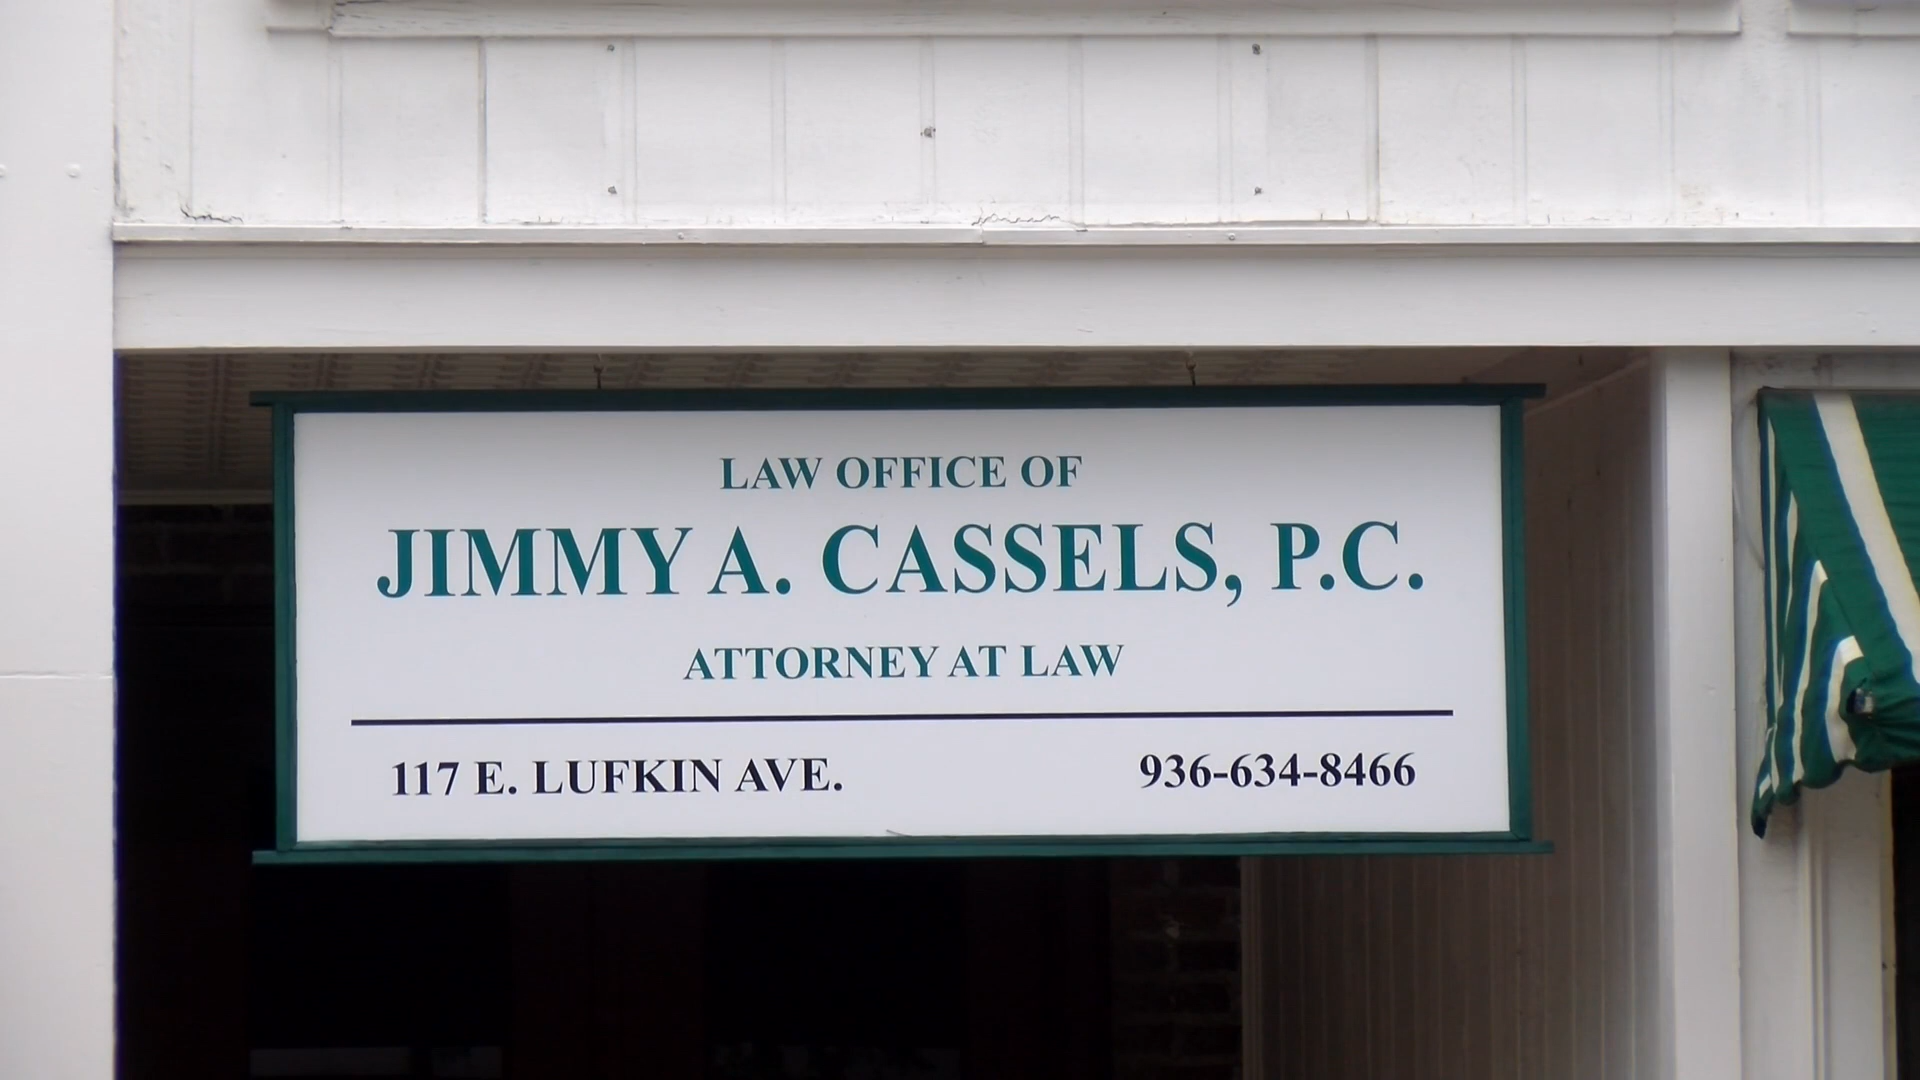 LAW OFFICE OF
JIMMY A. CASSELS, P.C.
ATTORNEY AT LAW
117 E. LUFKIN AVE. 936-634-8466